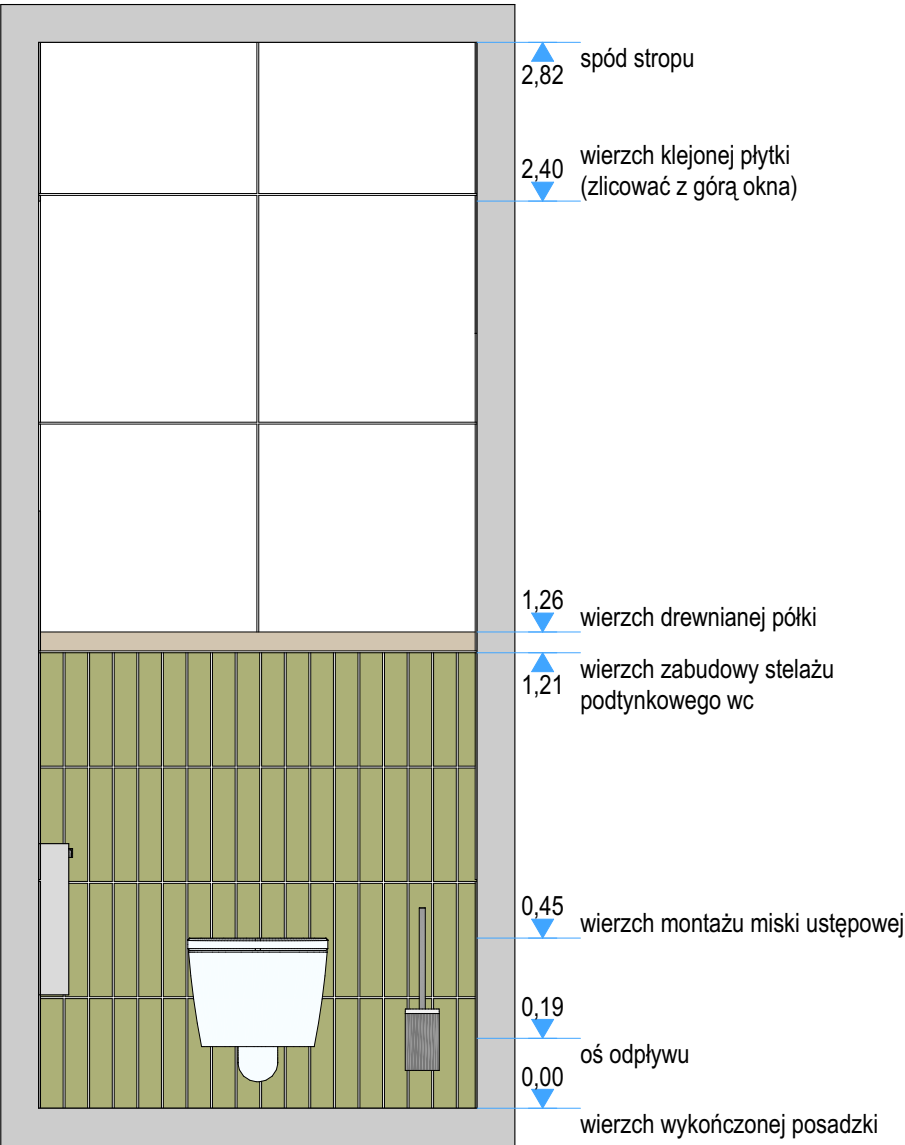 2,82
spód stropu
2,40
wierzch klejonej płytki
(zlicować z górą okna)
1,26
wierzch drewnianej półki
1,21
wierzch zabudowy stelażu
podtynkowego wc
0,45
wierzch montażu miski ustępowej
0,19
oś odpływu
0,00
wierzch wykończonej posadzki